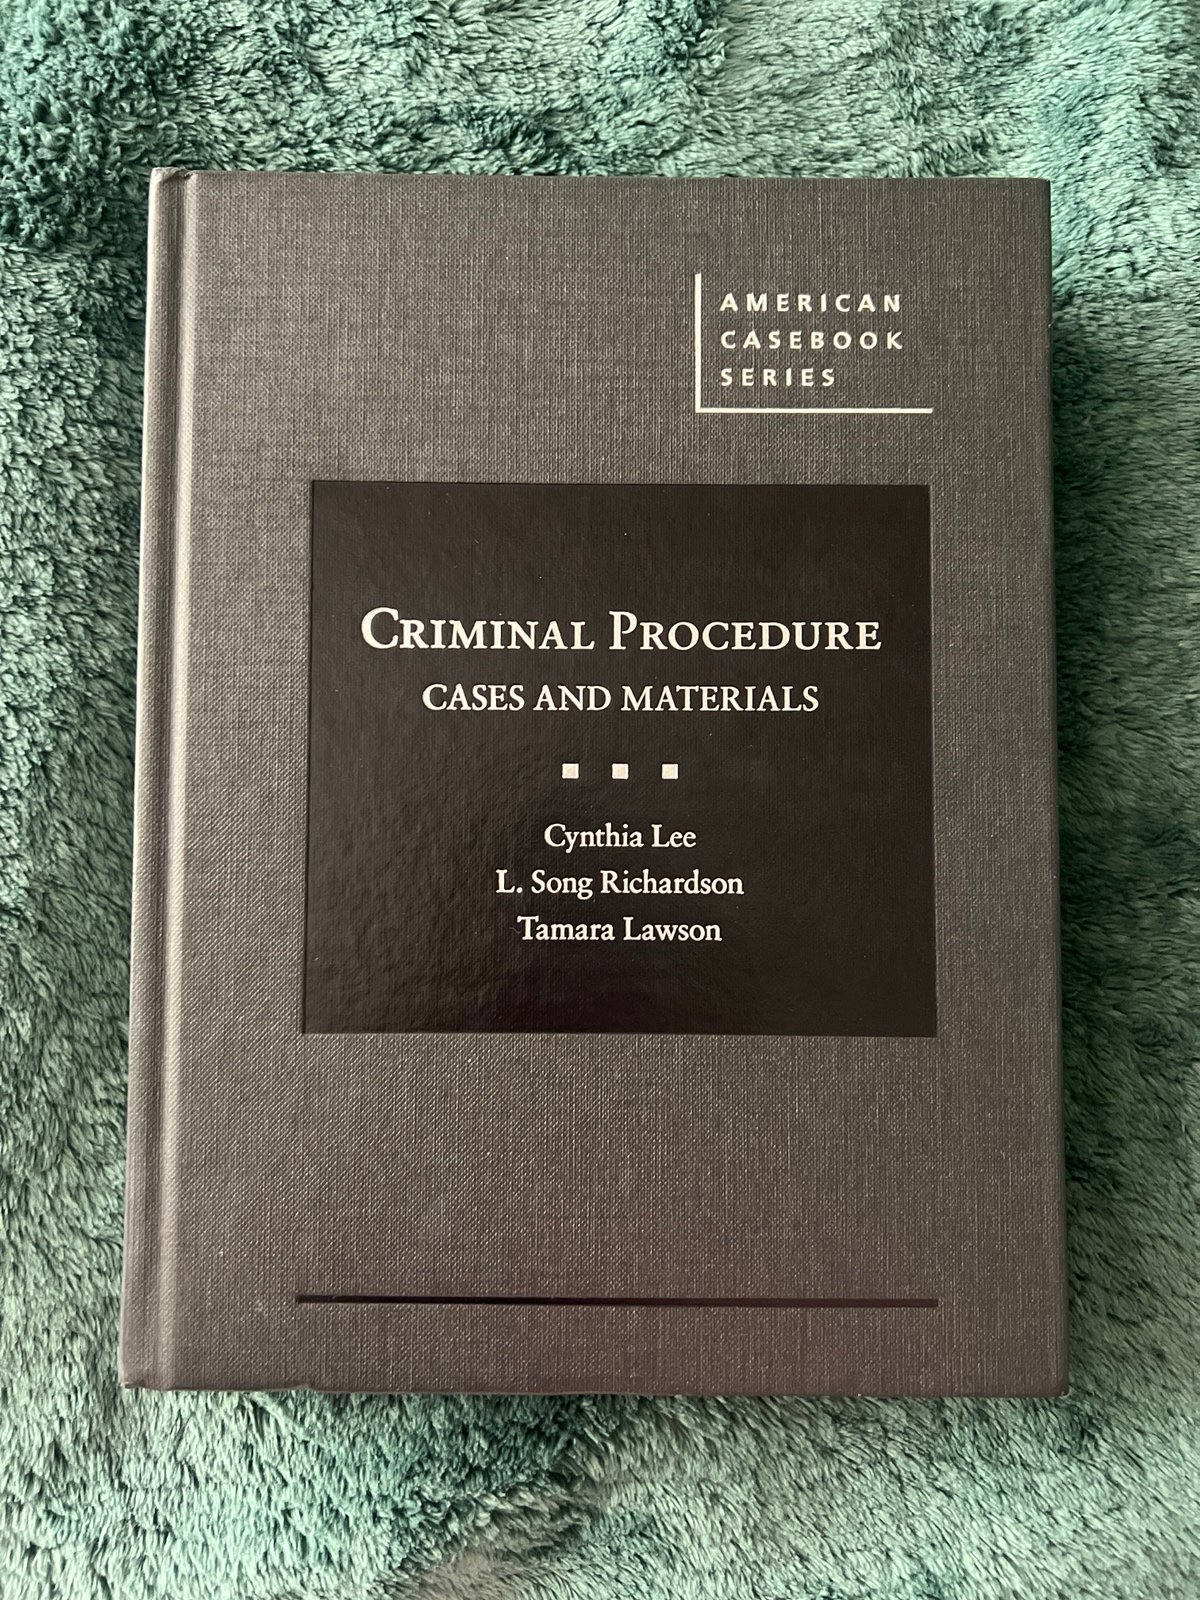 AMERICAN
CASEBOOK
SERIES
CRIMINAL PROCEDURE
CASES AND MATERIALS
Cynthia Lee
L. Song Richardson
Tamara Lawson